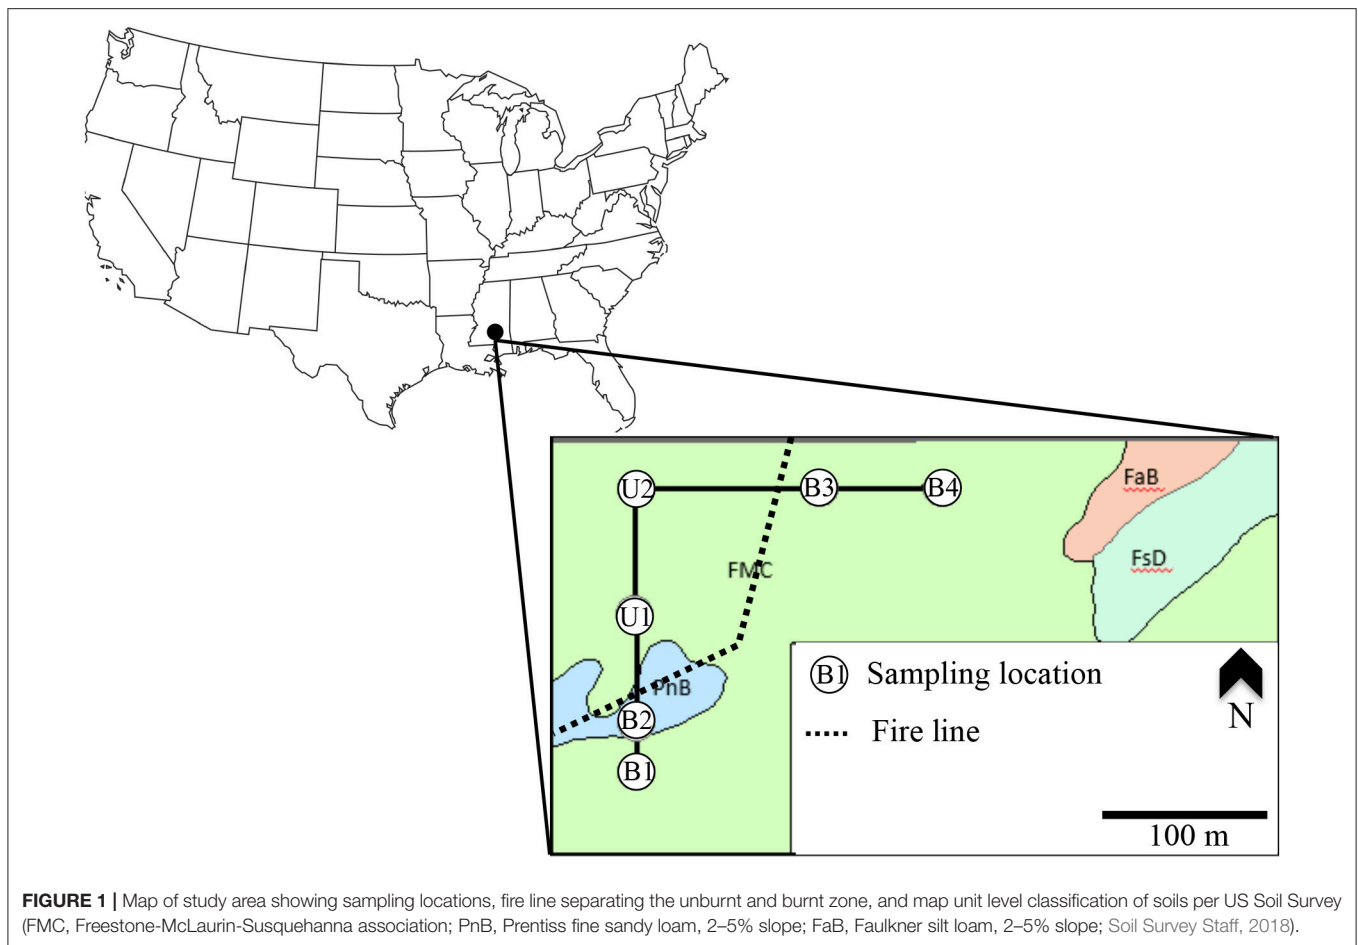 U2
B3
B4
FaB
FMC
FsD
U1
PnB
B2
B1
B1 Sampling location
Fire line
N
100 m
FIGURE 1 | Map of study area showing sampling locations, fire line separating the unburnt and burnt zone, and map unit level classification of soils per US Soil Survey
(FMC, Freestone-McLaurin-Susquehanna association; PnB, Prentiss fine sandy loam, 2–5% slope; FaB, Faulkner silt loam, 2–5% slope; Soil Survey Staff, 2018).